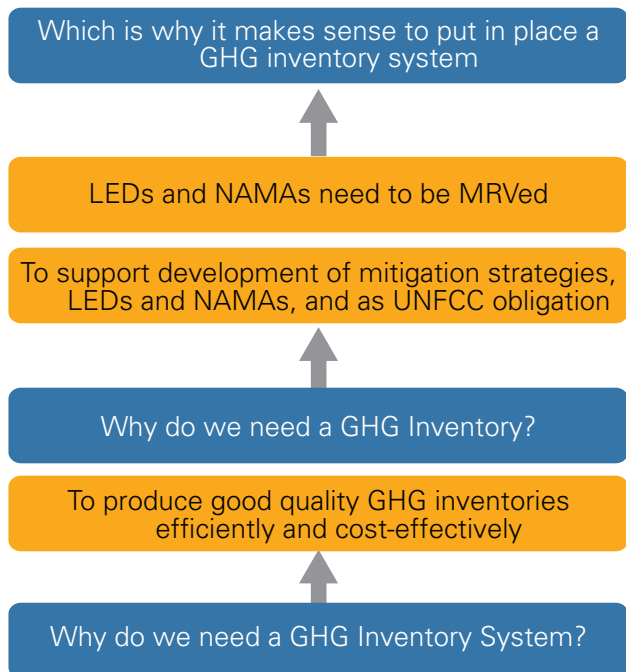 Which is why it makes sense to put in place a
GHG inventory system
LEDs and NAMAs need to be MRVed
To support development of mitigation strategies,
LEDs and NAMAs, and as UNFCC obligation
Why do we need a GHG Inventory?
To produce good quality GHG inventories
efficiently and cost-effectively
Why do we need a GHG Inventory System?